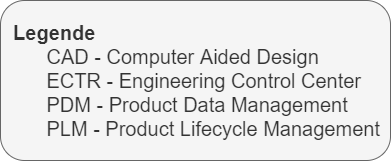 Legende
CAD - Computer Aided Design
ECTR - Engineering Control Center
PDM - Product Data Management
PLM - Product Lifecycle Management